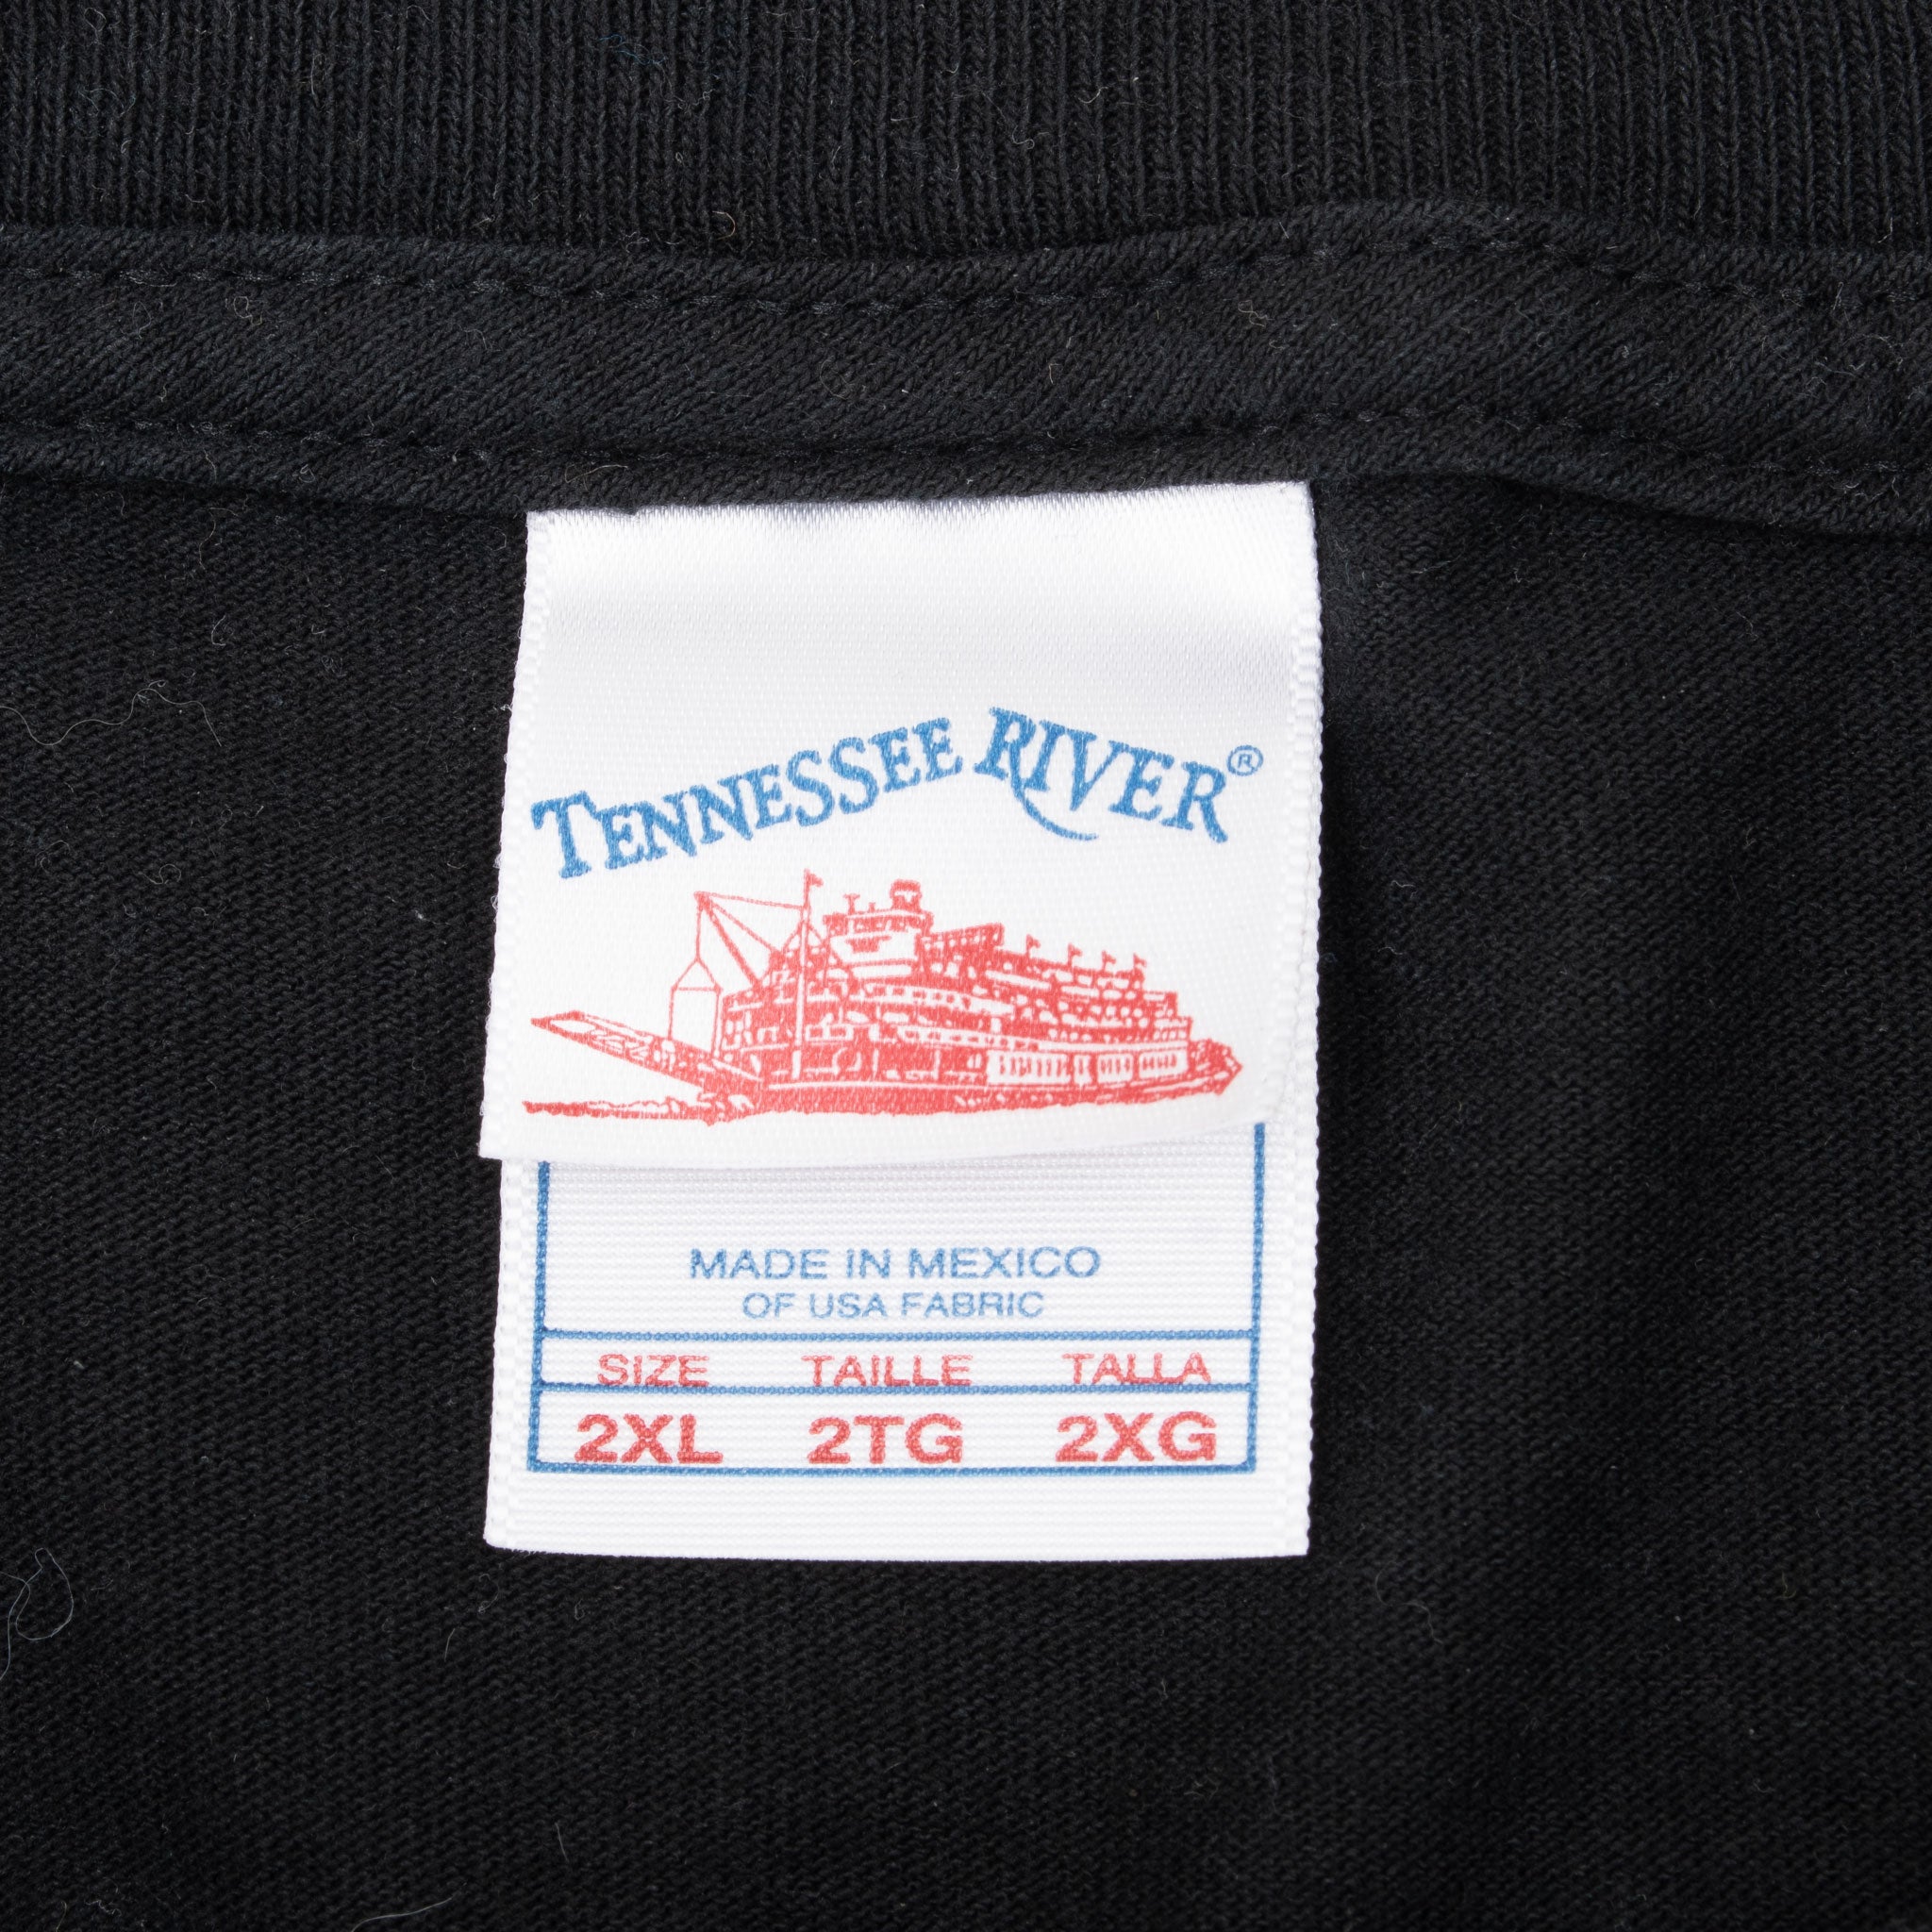 TENNESSEE RIVER®
MADE IN MEXICO
OF USA FABRIC
SIZE TAILLE TALLA
2XL 2TG 2XG